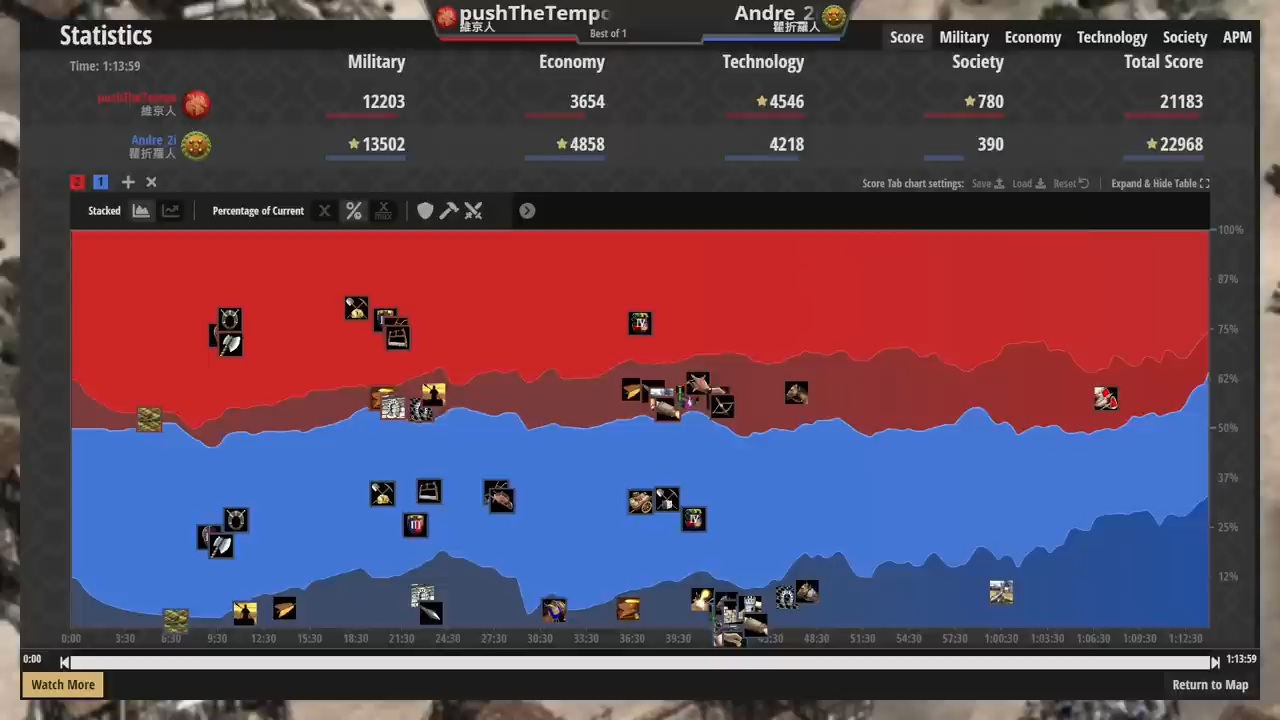 pushTheTempo
維京人
Best of 1
Andre_2i
瞿折羅人
Statistics
Score Military Economy Technology Society APM
Time: 1:13:59
Military Economy Technology Society Total Score
pushTheTempo
維京人
12203 3654 4546 780 21183
Andre_2i
瞿折羅人
13502 4858 4218 390 22968
2 1
Score Tab chart settings: Save Load Reset Expand & Hide Table
Stacked Percentage of Current X % X max
100%
87%
75%
62%
50%
37%
25%
12%
IV
III
IV
0:00 3:30 6:30 9:30 12:30 15:30 18:30 21:30 24:30 27:30 30:30 33:30 36:30 39:30 48:30 51:30 54:30 57:30 1:00:30 1:03:30 1:06:30 1:09:30 1:12:30
0:00 1:13:59
Watch More Return to Map